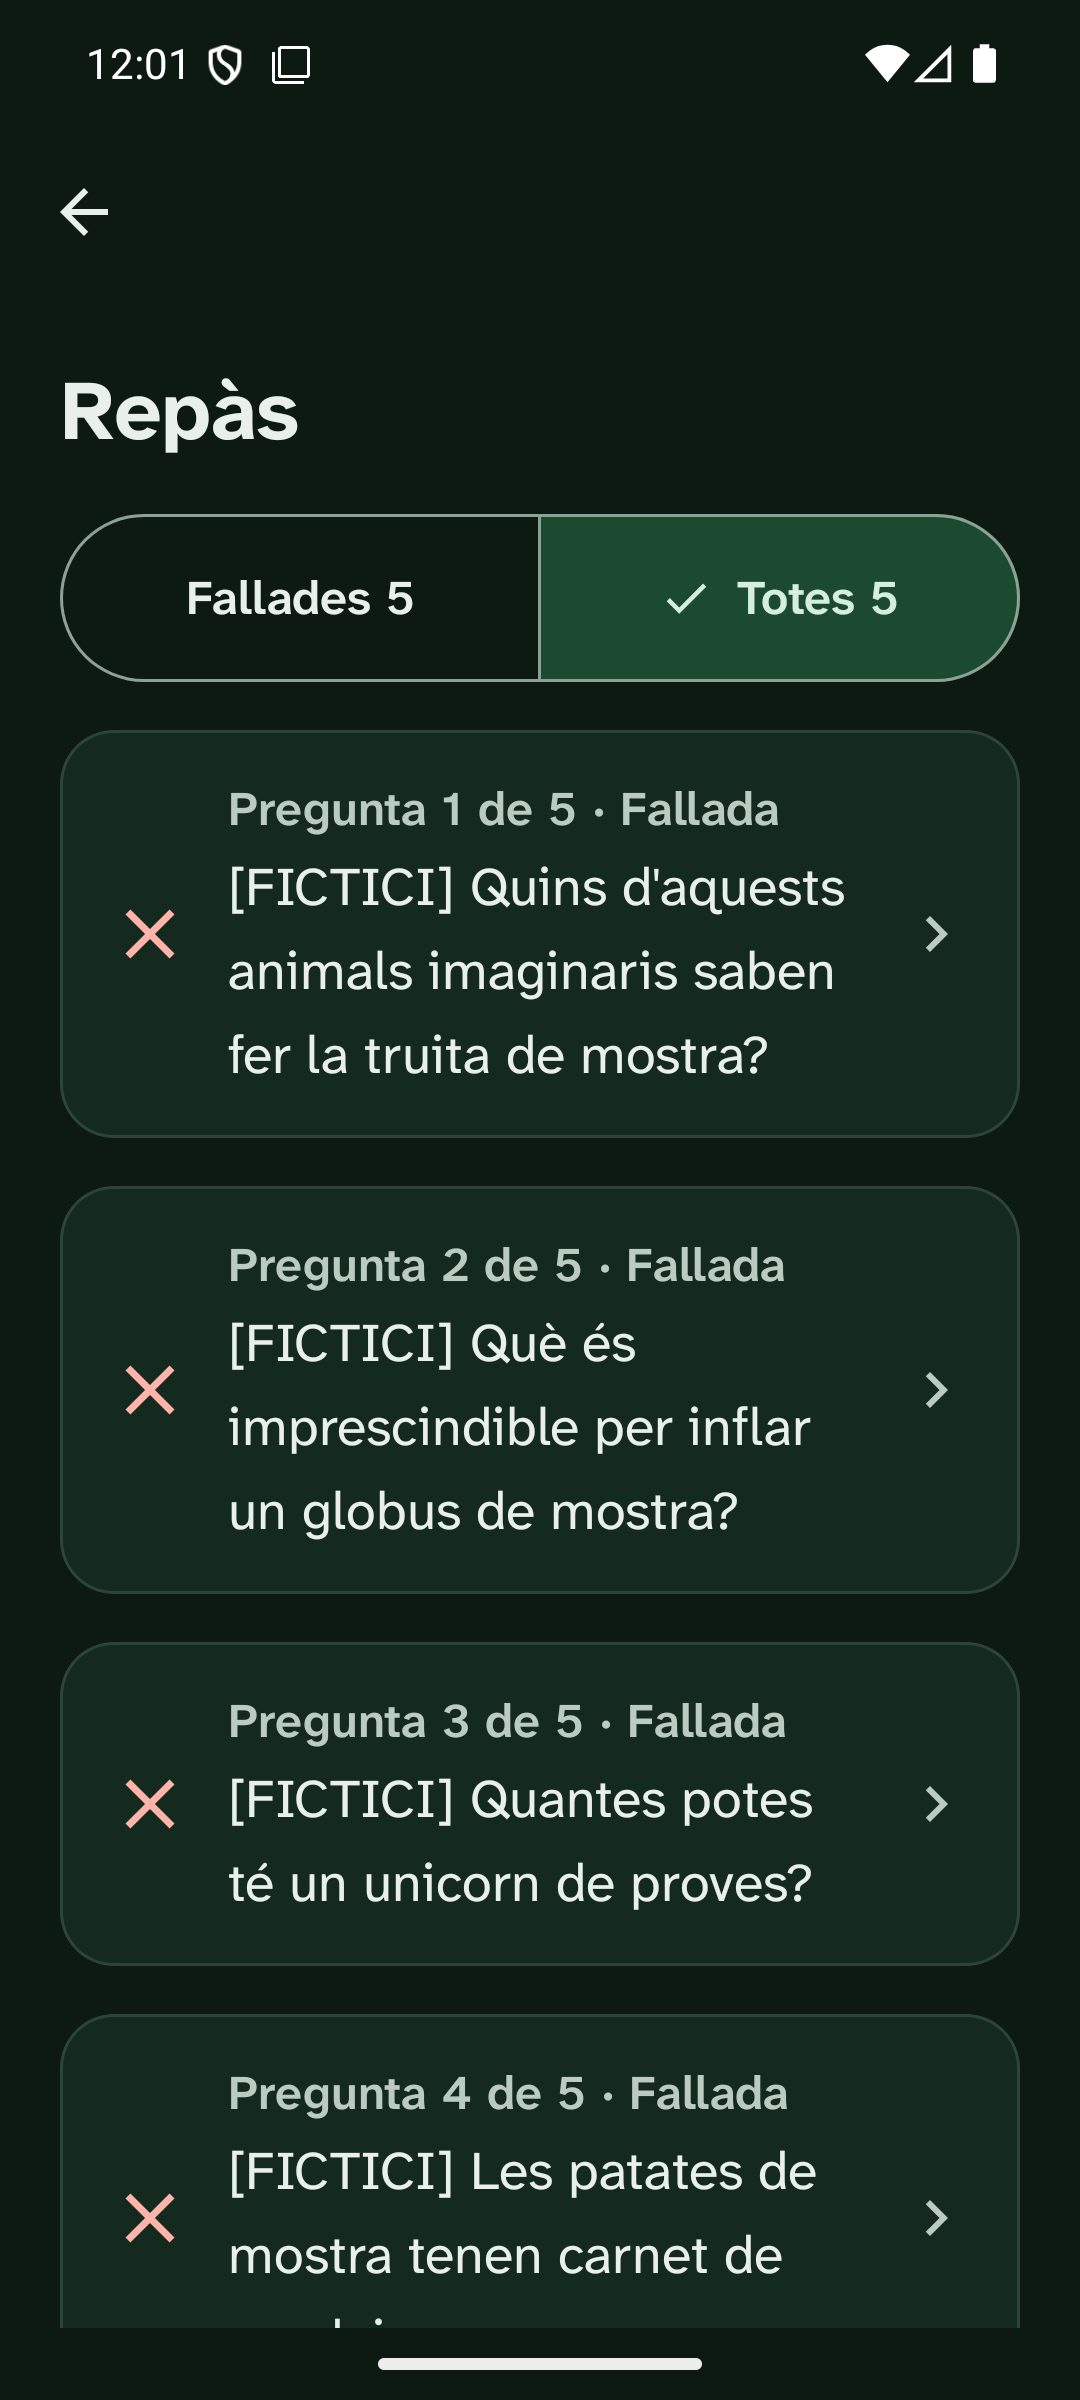 12:01
Repàs
Fallades 5
Totes 5
Pregunta 1 de 5 · Fallada
[FICTICI] Quins d'aquests
animals imaginaris saben
fer la truita de mostra?
Pregunta 2 de 5 · Fallada
[FICTICI] Què és
imprescindible per inflar
un globus de mostra?
Pregunta 3 de 5 · Fallada
[FICTICI] Quantes potes
té un unicorn de proves?
Pregunta 4 de 5 · Fallada
[FICTICI] Les patates de
mostra tenen carnet de